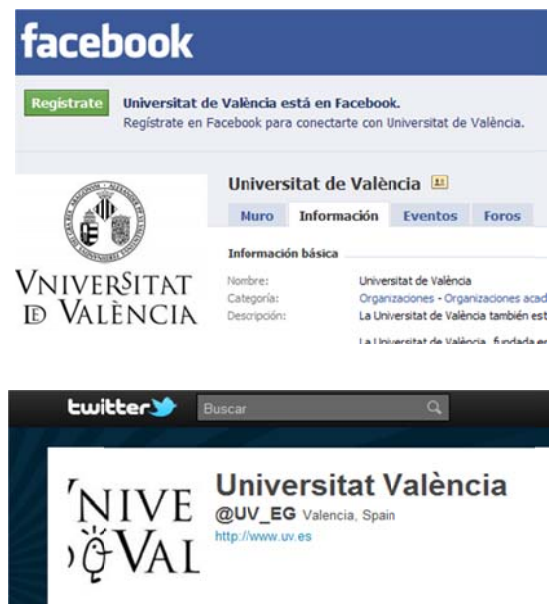 facebook
Regístrate
Universitat de València está en Facebook.
Regístrate en Facebook para conectarte con Universitat de València.
Universitat de València
Muro Información Eventos Foros
Información básica
Nombre: Universitat de València
Categoría: Organizaciones - Organizaciones acad
Descripción: La Universitat de València también est
La Universitat de València, fundada en
VNIVERSITAT
DE VALÈNCIA
twitter
Buscar
Universitat València
@UV_EG Valencia, Spain
http://www.uv.es
NIVE
VAL